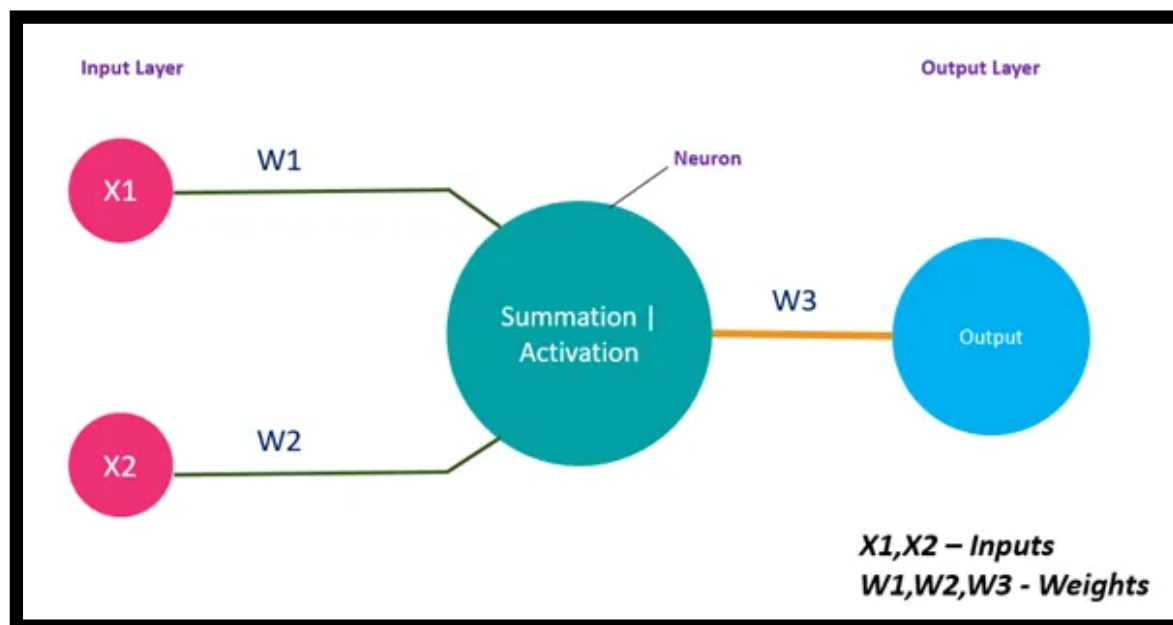 Input Layer
Output Layer
W1
Neuron
X1
W3
Summation |
Activation
Output
W2
X2
X1,X2 – Inputs
W1,W2,W3 - Weights